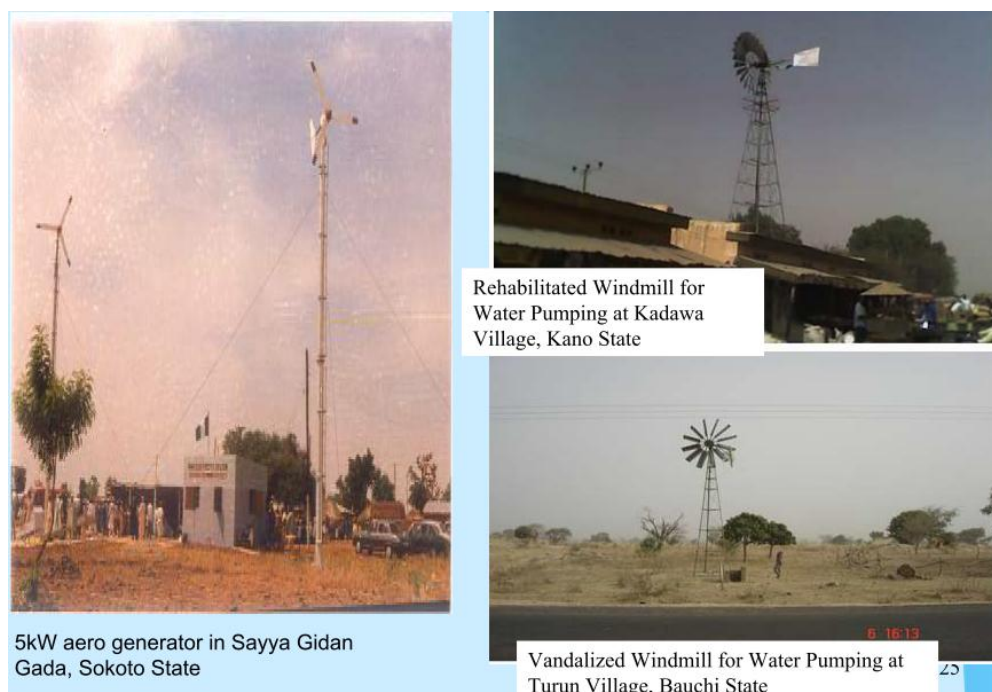 5kW aero generator in Sayya Gidan
Gada, Sokoto State
Rehabilitated Windmill for
Water Pumping at Kadawa
Village, Kano State
6 16:13
Vandalized Windmill for Water Pumping at
Turun Village, Bauchi State
25